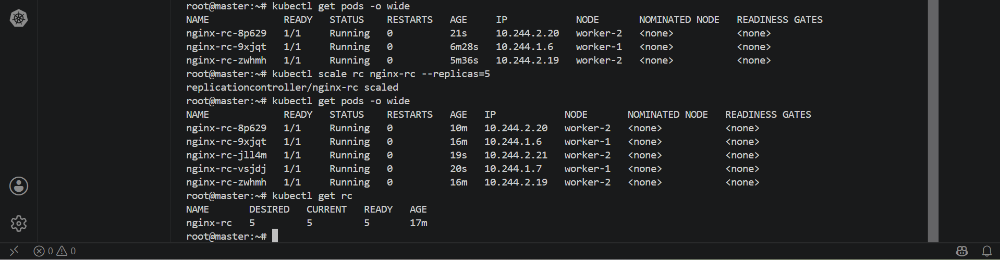 root@master:~# kubectl get pods -o wide
NAME             READY   STATUS    RESTARTS   AGE     IP            NODE       NOMINATED NODE   READINESS GATES
nginx-rc-8p629   1/1     Running   0          21s     10.244.2.20   worker-2   <none>           <none>
nginx-rc-9xjqt   1/1     Running   0          6m28s   10.244.1.6    worker-1   <none>           <none>
nginx-rc-zwhmh   1/1     Running   0          5m36s   10.244.2.19   worker-2   <none>           <none>
root@master:~# kubectl scale rc nginx-rc --replicas=5
replicationcontroller/nginx-rc scaled
root@master:~# kubectl get pods -o wide
NAME             READY   STATUS    RESTARTS   AGE   IP            NODE       NOMINATED NODE   READINESS GATES
nginx-rc-8p629   1/1     Running   0          10m   10.244.2.20   worker-2   <none>           <none>
nginx-rc-9xjqt   1/1     Running   0          16m   10.244.1.6    worker-1   <none>           <none>
nginx-rc-jll4m   1/1     Running   0          19s   10.244.2.21   worker-2   <none>           <none>
nginx-rc-vsjdj   1/1     Running   0          20s   10.244.1.7    worker-1   <none>           <none>
nginx-rc-zwhmh   1/1     Running   0          16m   10.244.2.19   worker-2   <none>           <none>
root@master:~# kubectl get rc
NAME       DESIRED   CURRENT   READY   AGE
nginx-rc   5         5         5       17m
root@master:~#
0 0